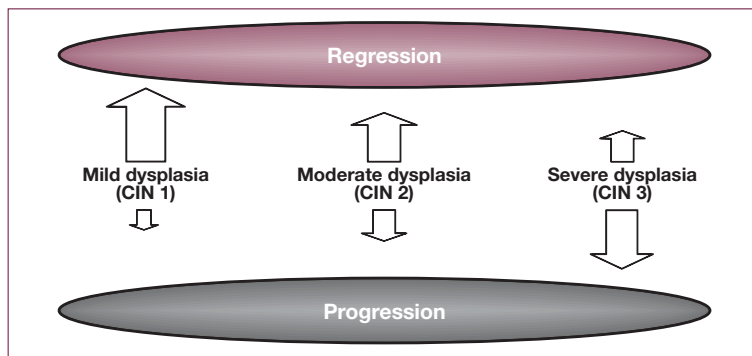 Regression
Mild dysplasia
(CIN 1)
Moderate dysplasia
(CIN 2)
Severe dysplasia
(CIN 3)
Progression